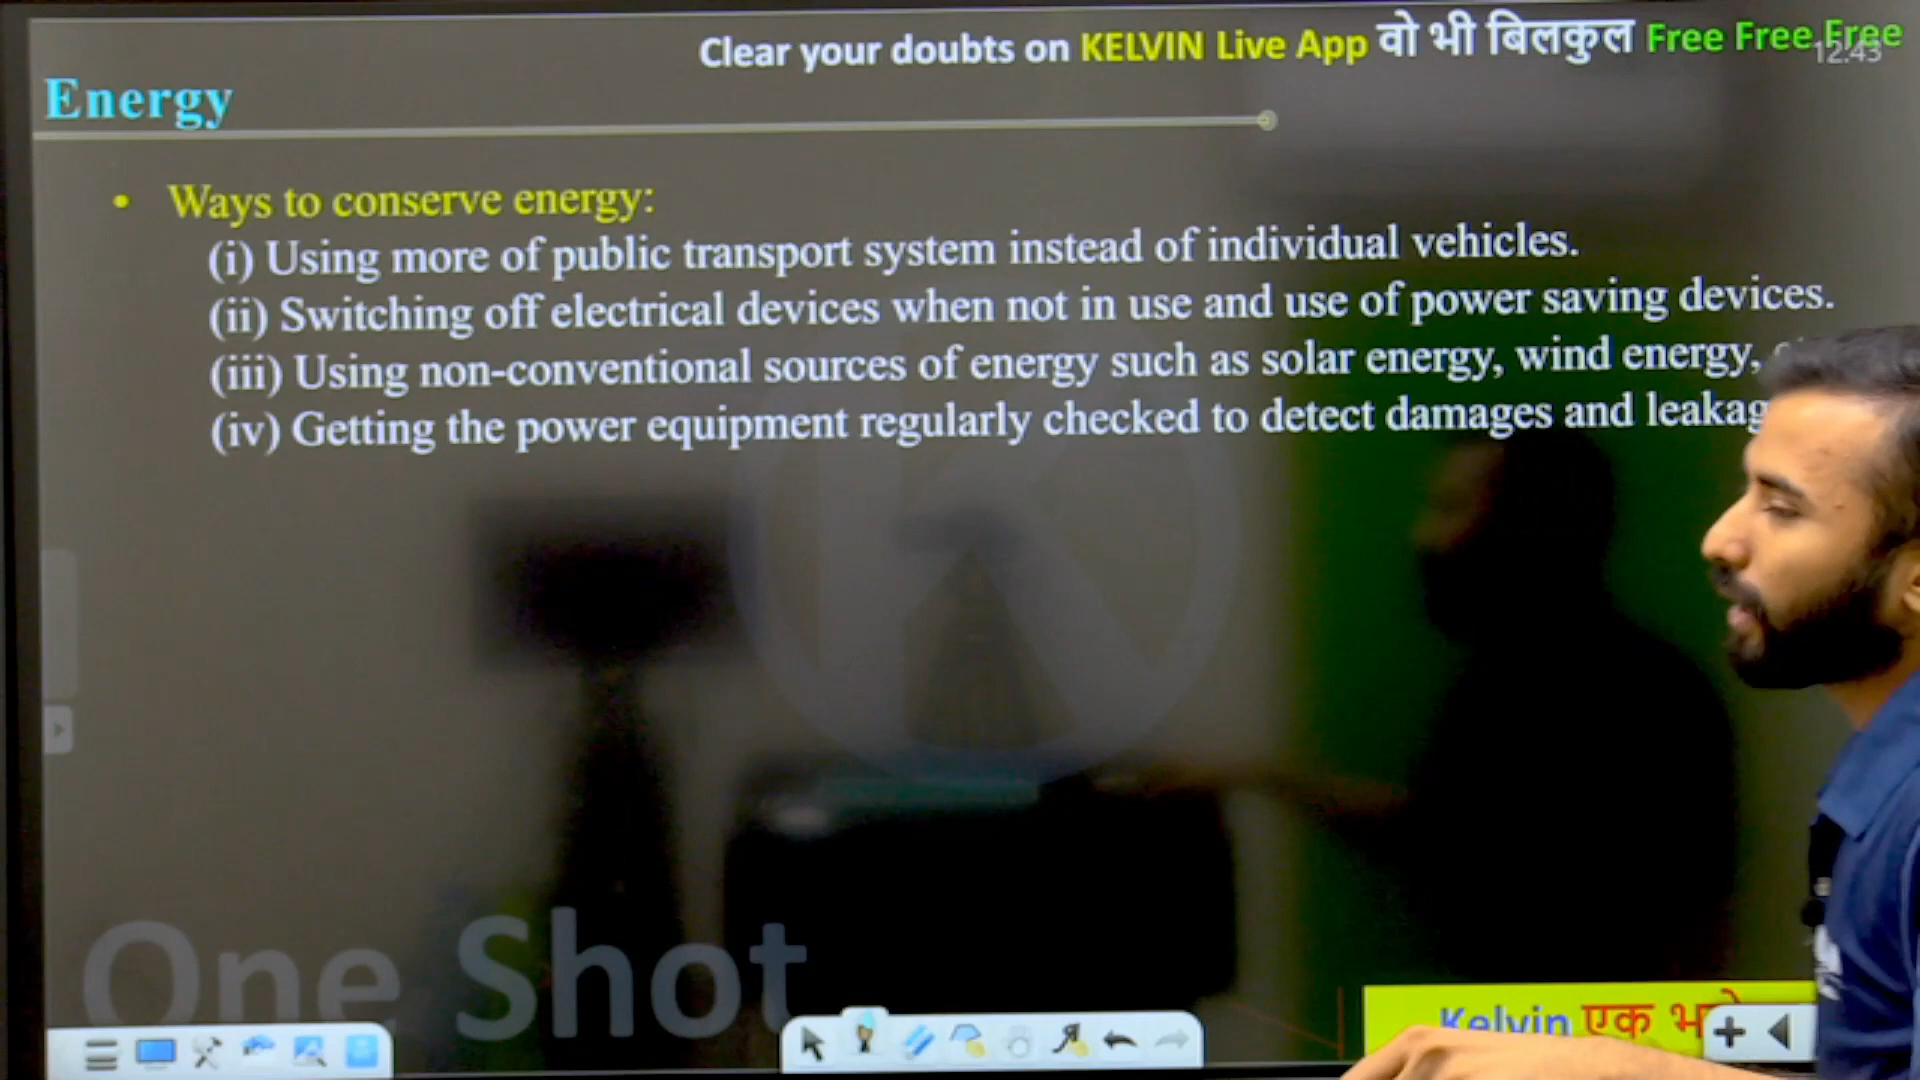 Clear your doubts on KELVIN Live App वो भी बिलकुल Free Free Free
12:43
Energy
• Ways to conserve energy:
(i) Using more of public transport system instead of individual vehicles.
(ii) Switching off electrical devices when not in use and use of power saving devices.
(iii) Using non-conventional sources of energy such as solar energy, wind energy,
(iv) Getting the power equipment regularly checked to detect damages and
One Shot
Kelvin एक